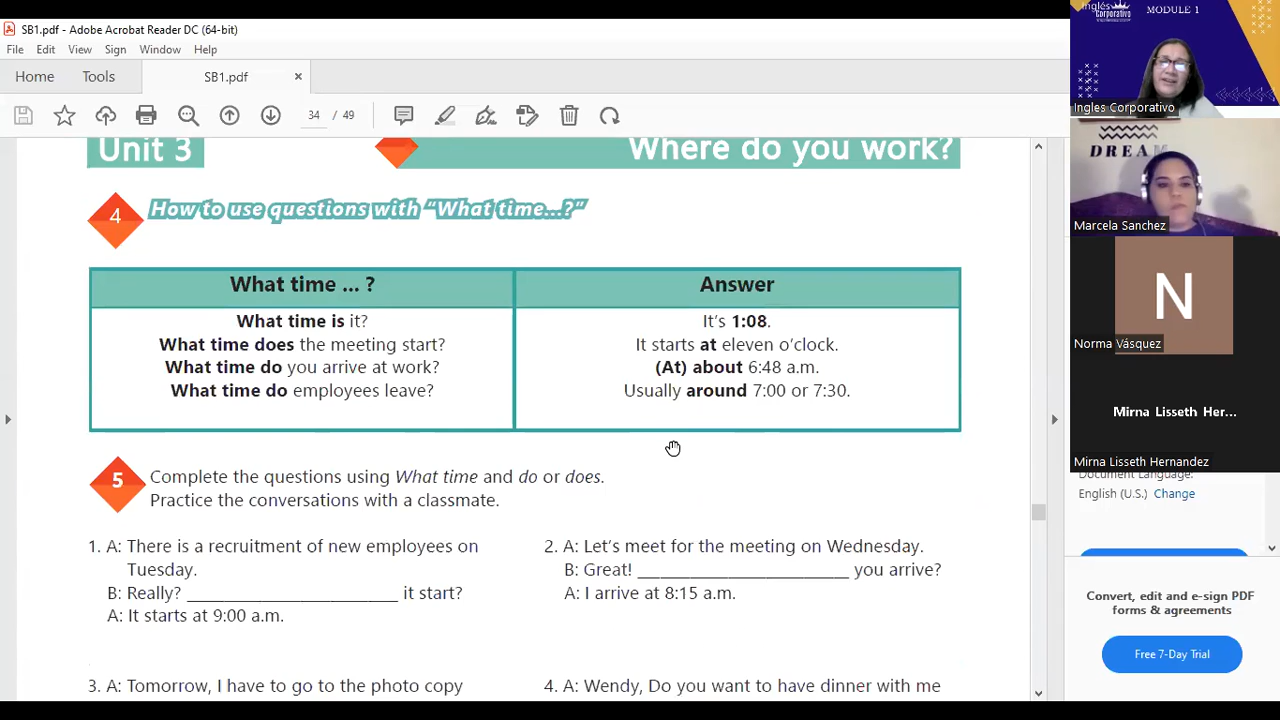 SB1.pdf - Adobe Acrobat Reader DC (64-bit)
File Edit View Sign Window Help
Home Tools SB1.pdf ×
34 / 49
Unit 3
Where do you work?
4
How to use questions with “What time...?”
What time ... ?
Answer
What time is it?
It's 1:08.
What time does the meeting start?
It starts at eleven o'clock.
What time do you arrive at work?
(At) about 6:48 a.m.
What time do employees leave?
Usually around 7:00 or 7:30.
5
Complete the questions using What time and do or does.
Practice the conversations with a classmate.
1. A: There is a recruitment of new employees on
Tuesday.
B: Really? ______________________ it start?
A: It starts at 9:00 a.m.
2. A: Let's meet for the meeting on Wednesday.
B: Great! ______________________ you arrive?
A: I arrive at 8:15 a.m.
3. A: Tomorrow, I have to go to the photo copy
4. A: Wendy, Do you want to have dinner with me
Inglés
Corporativo
MODULE 1
Ingles Corporativo
DREAM
Marcela Sanchez
N
Norma Vásquez
Mirna Lisseth Her...
Mirna Lisseth Hernandez
Document Language:
English (U.S.) Change
Convert, edit and e-sign PDF
forms & agreements
Free 7-Day Trial